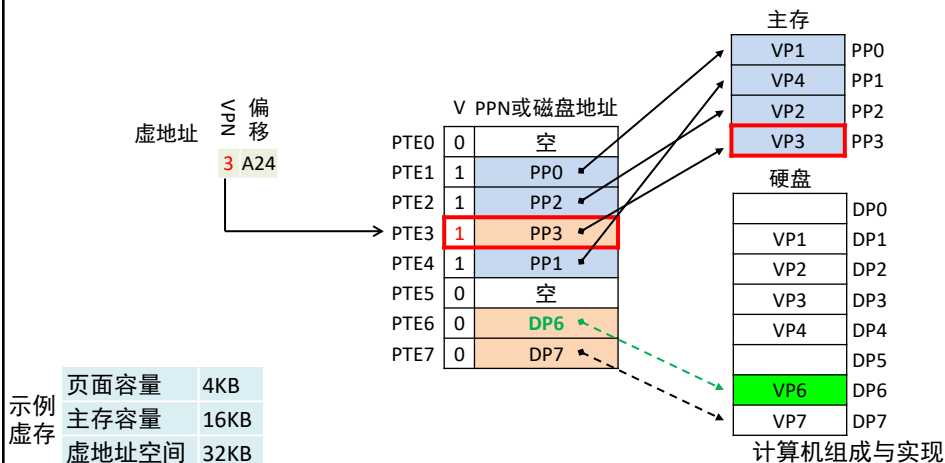 主存
VP1 PP0
VP4 PP1
VP2 PP2
VP3 PP3
VPN 偏移
虚地址
3 A24
V PPN或磁盘地址
PTE0 0 空
PTE1 1 PP0
PTE2 1 PP2
PTE3 1 PP3
PTE4 1 PP1
PTE5 0 空
PTE6 0 DP6
PTE7 0 DP7
硬盘
DP0
VP1 DP1
VP2 DP2
VP3 DP3
VP4 DP4
DP5
VP6 DP6
VP7 DP7
示例虚存
页面容量 4KB
主存容量 16KB
虚地址空间 32KB
计算机组成与实现